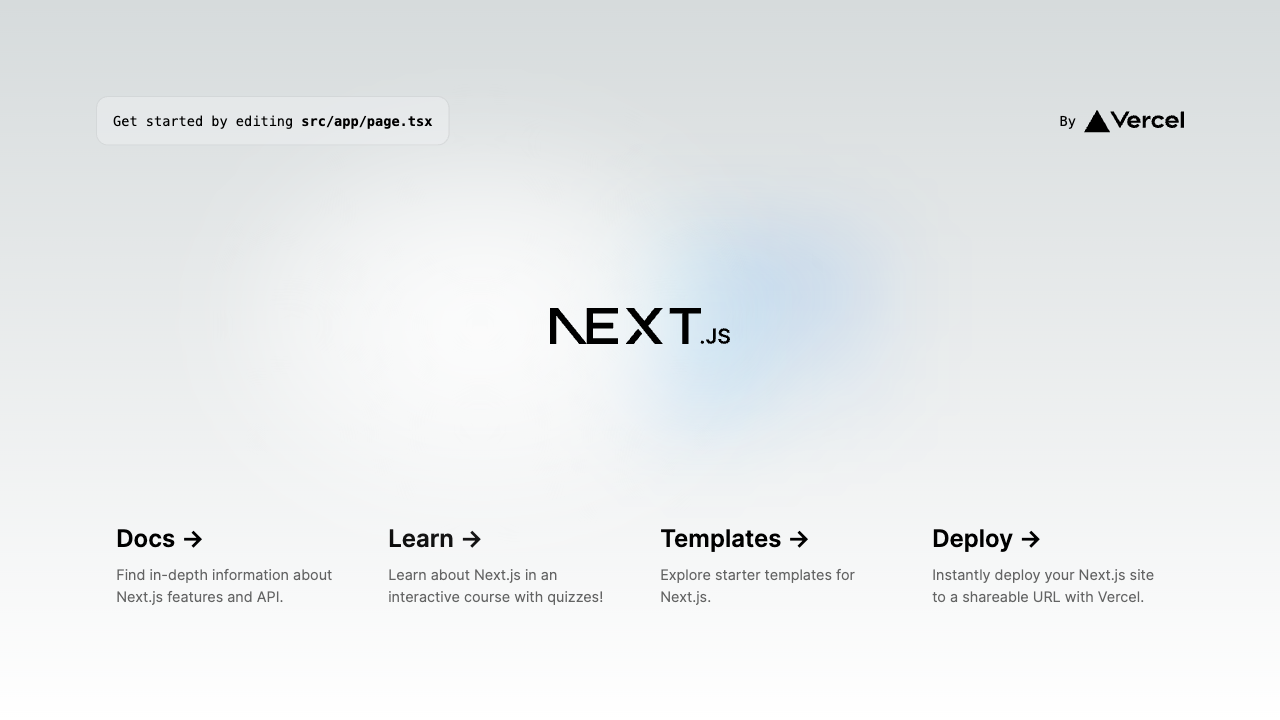 Get started by editing src/app/page.tsx
By Vercel
NEXT.JS
Docs →
Find in-depth information about
Next.js features and API.
Learn →
Learn about Next.js in an
interactive course with quizzes!
Templates →
Explore starter templates for
Next.js.
Deploy →
Instantly deploy your Next.js site
to a shareable URL with Vercel.